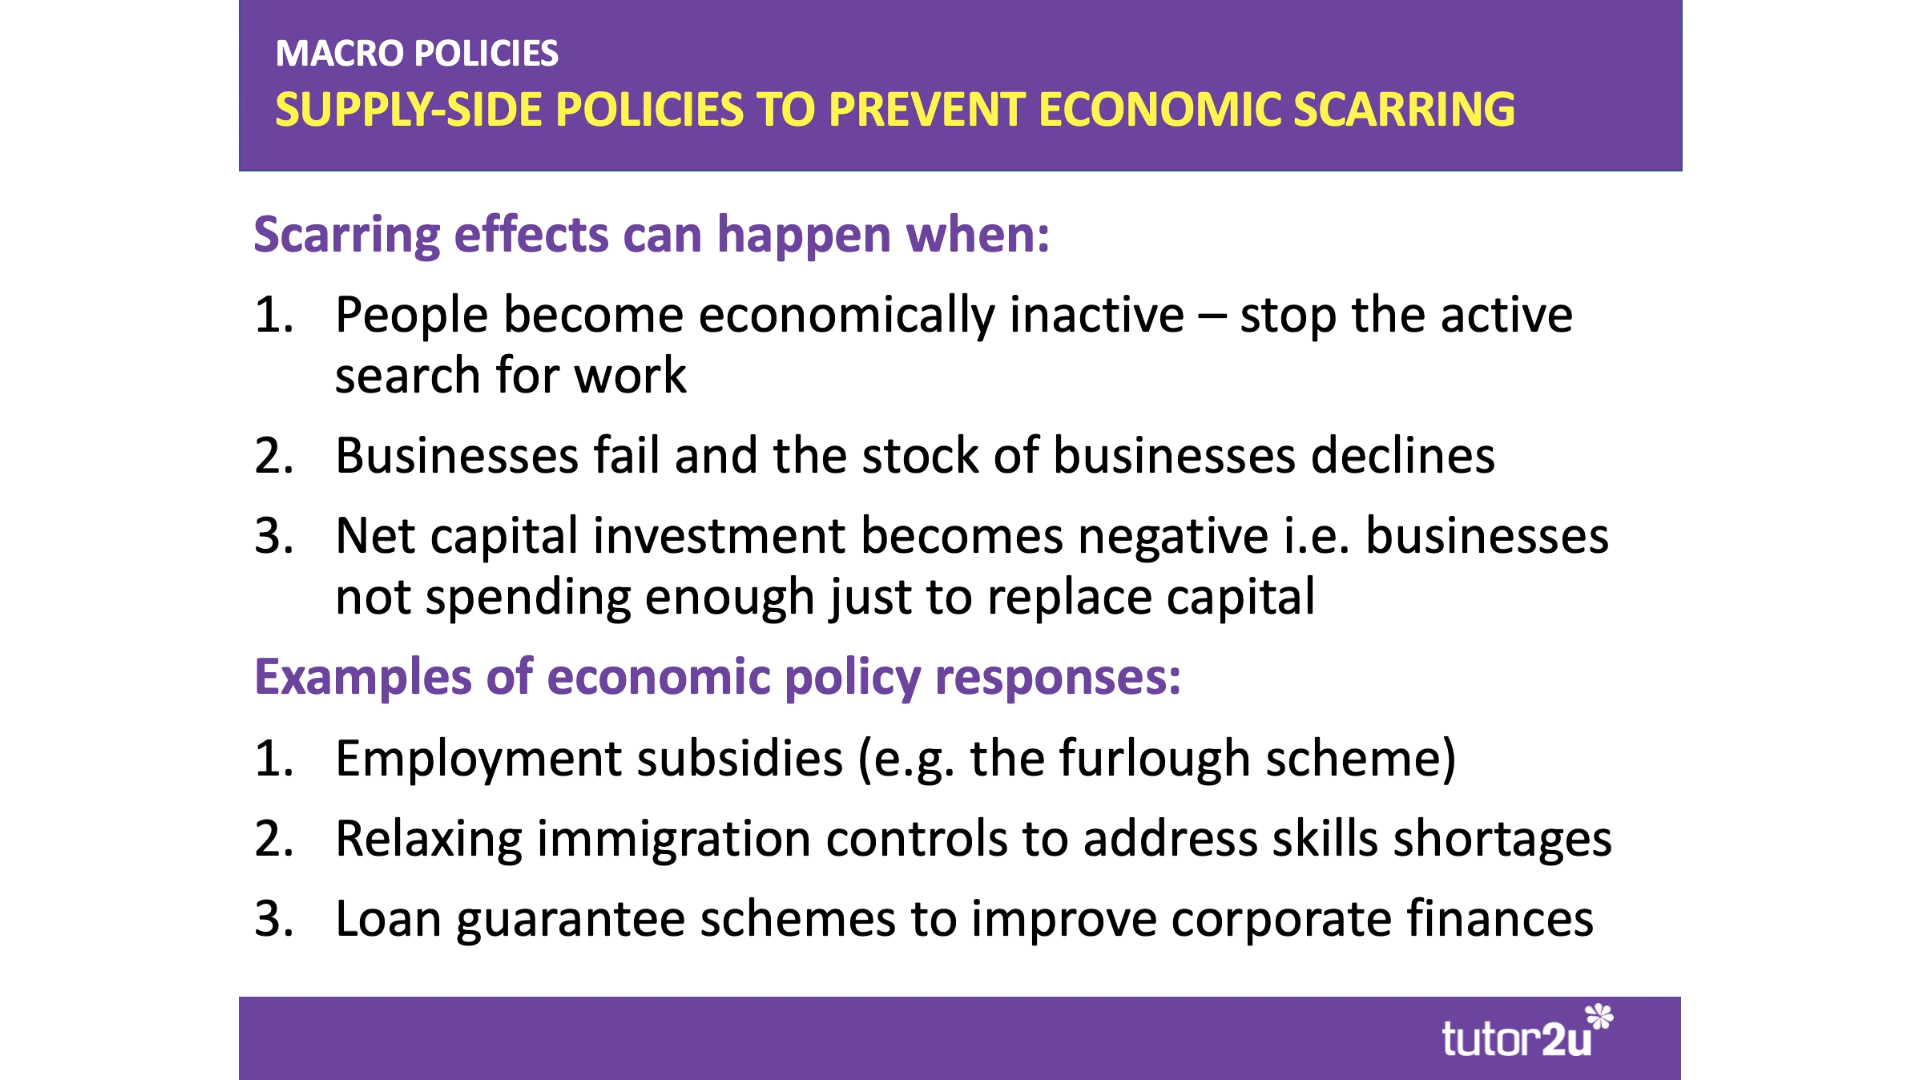 MACRO POLICIES
SUPPLY-SIDE POLICIES TO PREVENT ECONOMIC SCARRING
Scarring effects can happen when:
1. People become economically inactive – stop the active
search for work
2. Businesses fail and the stock of businesses declines
3. Net capital investment becomes negative i.e. businesses
not spending enough just to replace capital
Examples of economic policy responses:
1. Employment subsidies (e.g. the furlough scheme)
2. Relaxing immigration controls to address skills shortages
3. Loan guarantee schemes to improve corporate finances
tutor2u